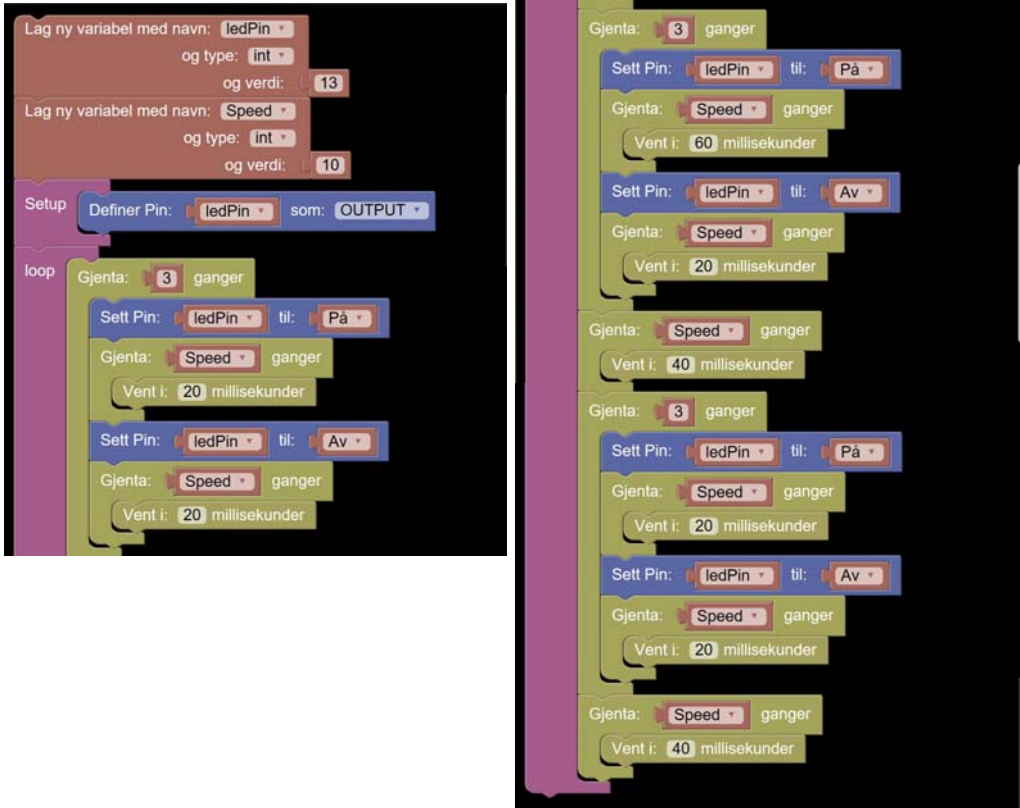 Lag ny variabel med navn: ledPin
og type: int
og verdi: 13
Lag ny variabel med navn: Speed
og type: int
og verdi: 10
Setup Definer Pin: ledPin som: OUTPUT
loop Gjenta: 3 ganger
Sett Pin: ledPin til: På
Gjenta: Speed ganger
Vent i: 20 millisekunder
Sett Pin: ledPin til: Av
Gjenta: Speed ganger
Vent i: 20 millisekunder
Gjenta: 3 ganger
Sett Pin: ledPin til: På
Gjenta: Speed ganger
Vent i: 60 millisekunder
Sett Pin: ledPin til: Av
Gjenta: Speed ganger
Vent i: 20 millisekunder
Gjenta: Speed ganger
Vent i: 40 millisekunder
Gjenta: 3 ganger
Sett Pin: ledPin til: På
Gjenta: Speed ganger
Vent i: 20 millisekunder
Sett Pin: ledPin til: Av
Gjenta: Speed ganger
Vent i: 20 millisekunder
Gjenta: Speed ganger
Vent i: 40 millisekunder